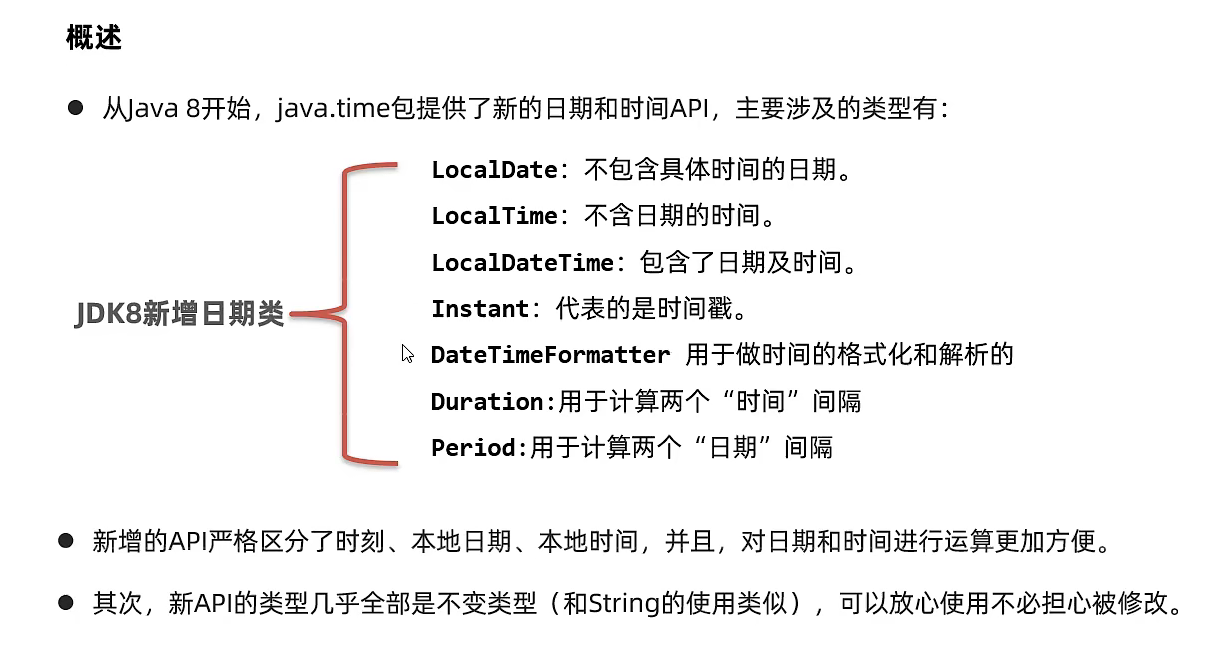 概述
从Java 8开始，java.time包提供了新的日期和时间API，主要涉及的类型有：
LocalDate：不包含具体时间的日期。
LocalTime：不含日期的时间。
LocalDateTime：包含了日期及时间。
JDK8新增日期类
Instant：代表的是时间戳。
DateTimeFormatter 用于做时间的格式化和解析的
Duration:用于计算两个“时间”间隔
Period:用于计算两个“日期”间隔
新增的API严格区分了时刻、本地日期、本地时间，并且，对日期和时间进行运算更加方便。
其次，新API的类型几乎全部是不变类型（和String的使用类似），可以放心使用不必担心被修改。